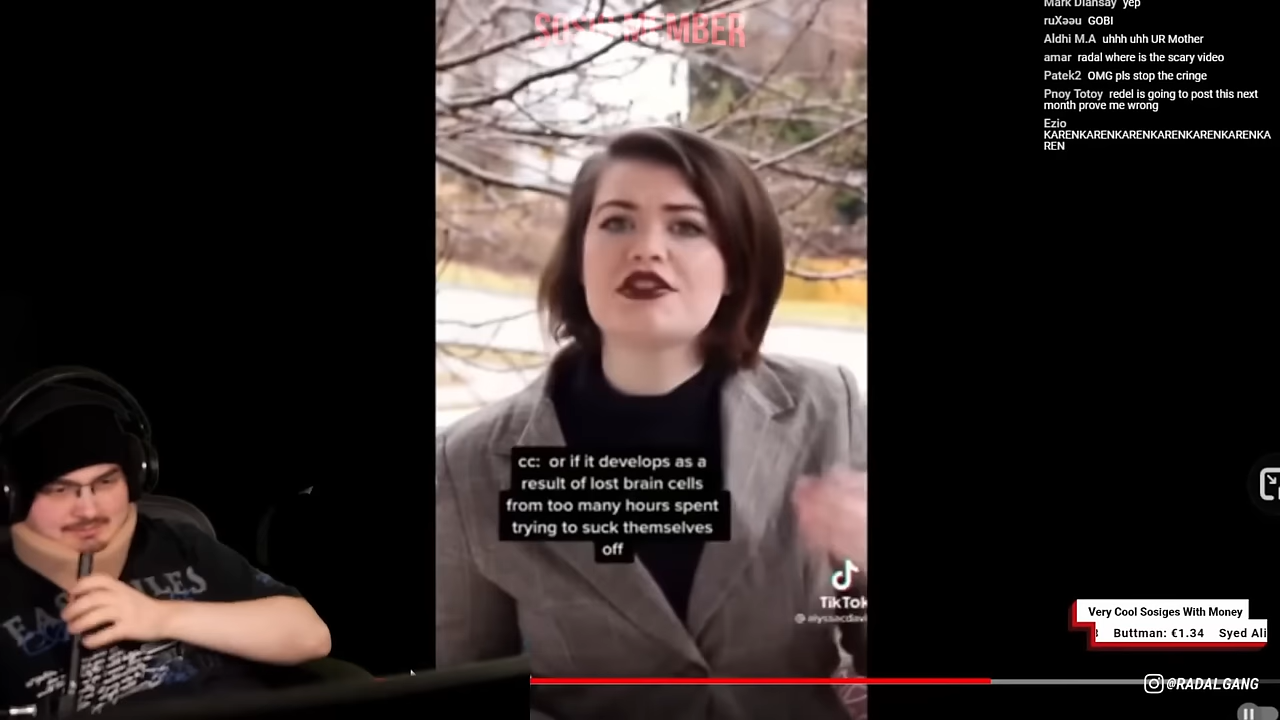 SOSIG MEMBER
Mark Diansay yep
ruXəəu GOBI
Aldhi M.A uhhh uhh UR Mother
amar radal where is the scary video
Patek2 OMG pls stop the cringe
Pnoy Totoy redel is going to post this next
month prove me wrong
Ezio
KARENKARENKARENKARENKARENKARENKA
REN
cc: or if it develops as a
result of lost brain cells
from too many hours spent
trying to suck themselves
off
TikTok
@alyssacdavi
Very Cool Sosiges With Money
Buttman: €1.34 Syed Ali
@RADALGANG